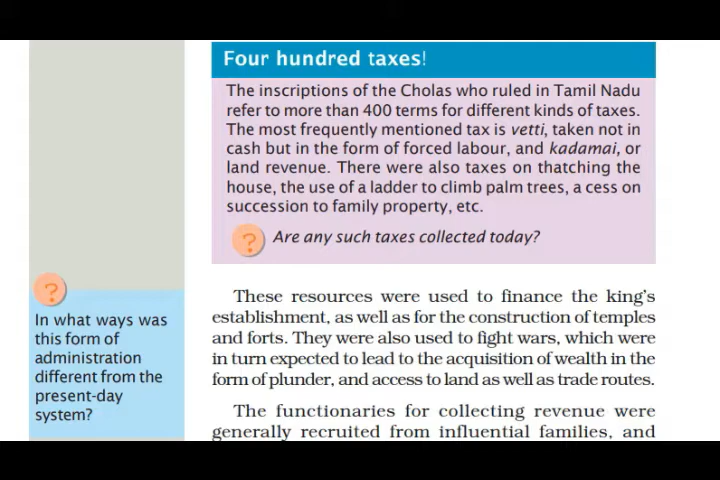 Four hundred taxes!
The inscriptions of the Cholas who ruled in Tamil Nadu
refer to more than 400 terms for different kinds of taxes.
The most frequently mentioned tax is vetti, taken not in
cash but in the form of forced labour, and kadamai, or
land revenue. There were also taxes on thatching the
house, the use of a ladder to climb palm trees, a cess on
succession to family property, etc.
? Are any such taxes collected today?
?
In what ways was
this form of
administration
different from the
present-day
system?
These resources were used to finance the king's
establishment, as well as for the construction of temples
and forts. They were also used to fight wars, which were
in turn expected to lead to the acquisition of wealth in the
form of plunder, and access to land as well as trade routes.
The functionaries for collecting revenue were
generally recruited from influential families, and